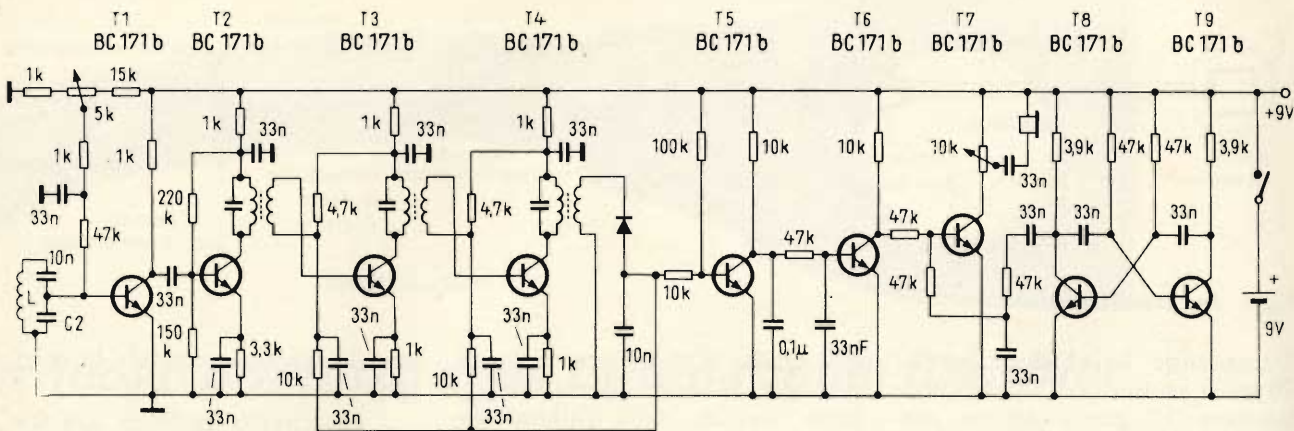 T1 T2 T3 T4 T5 T6 T7 T8 T9
BC 171 b BC 171 b BC 171 b BC 171 b BC 171 b BC 171 b BC 171 b BC 171 b BC 171 b
1k 15k
5k
+9V
1k 1k 1k 33n 1k 33n 1k 33n 100k 10k 10k 10k 33n 3,9k 47k 47k 3,9k
33n 220 k 4,7k 4,7k
47k 47k 47k 33n 33n 33n
10n
L C2 33n 10k 47k 47k
150 k 3,3k 33n 1k 33n 1k 10n 0,1µ 33nF 33n + 9V
10k 10k
33n 33n 33n